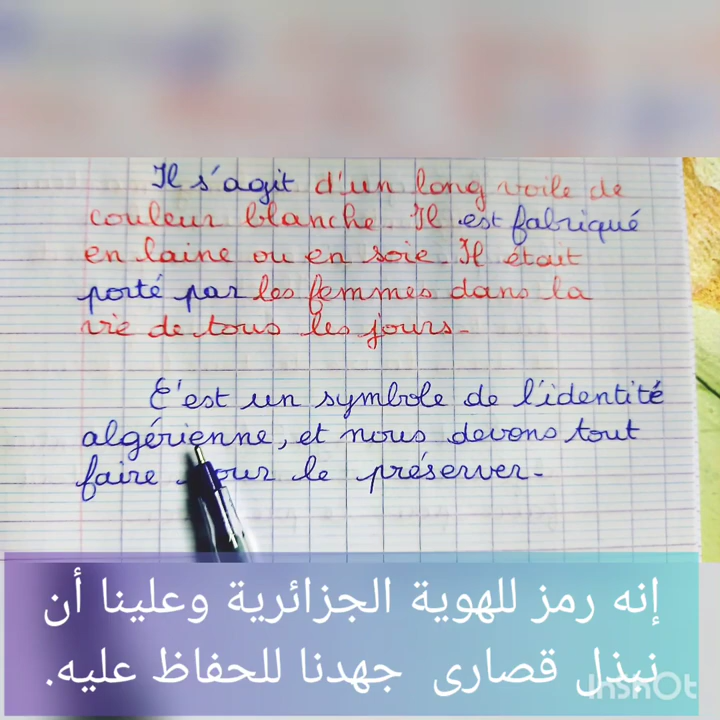 Il s'agit d'un long voile de
couleur blanche. Il est fabriqué
en laine ou en soie. Il était
porté par les femmes dans la
vie de tous les jours.
C'est un symbole de l'identité
algérienne, et nous devons tout
faire pour le préserver.
إنه رمز للهوية الجزائرية وعلينا أن
نبذل قصارى جهدنا للحفاظ عليه.
InShOt